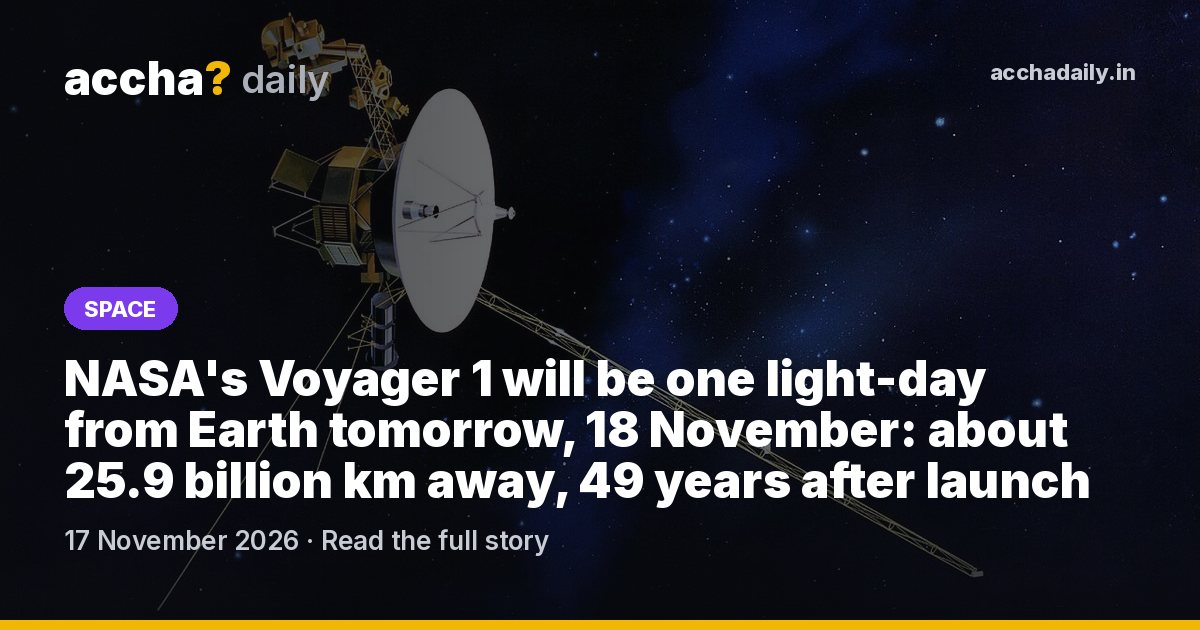 accha? daily
acchadaily.in
SPACE
NASA's Voyager 1 will be one light-day
from Earth tomorrow, 18 November: about
25.9 billion km away, 49 years after launch
17 November 2026 · Read the full story